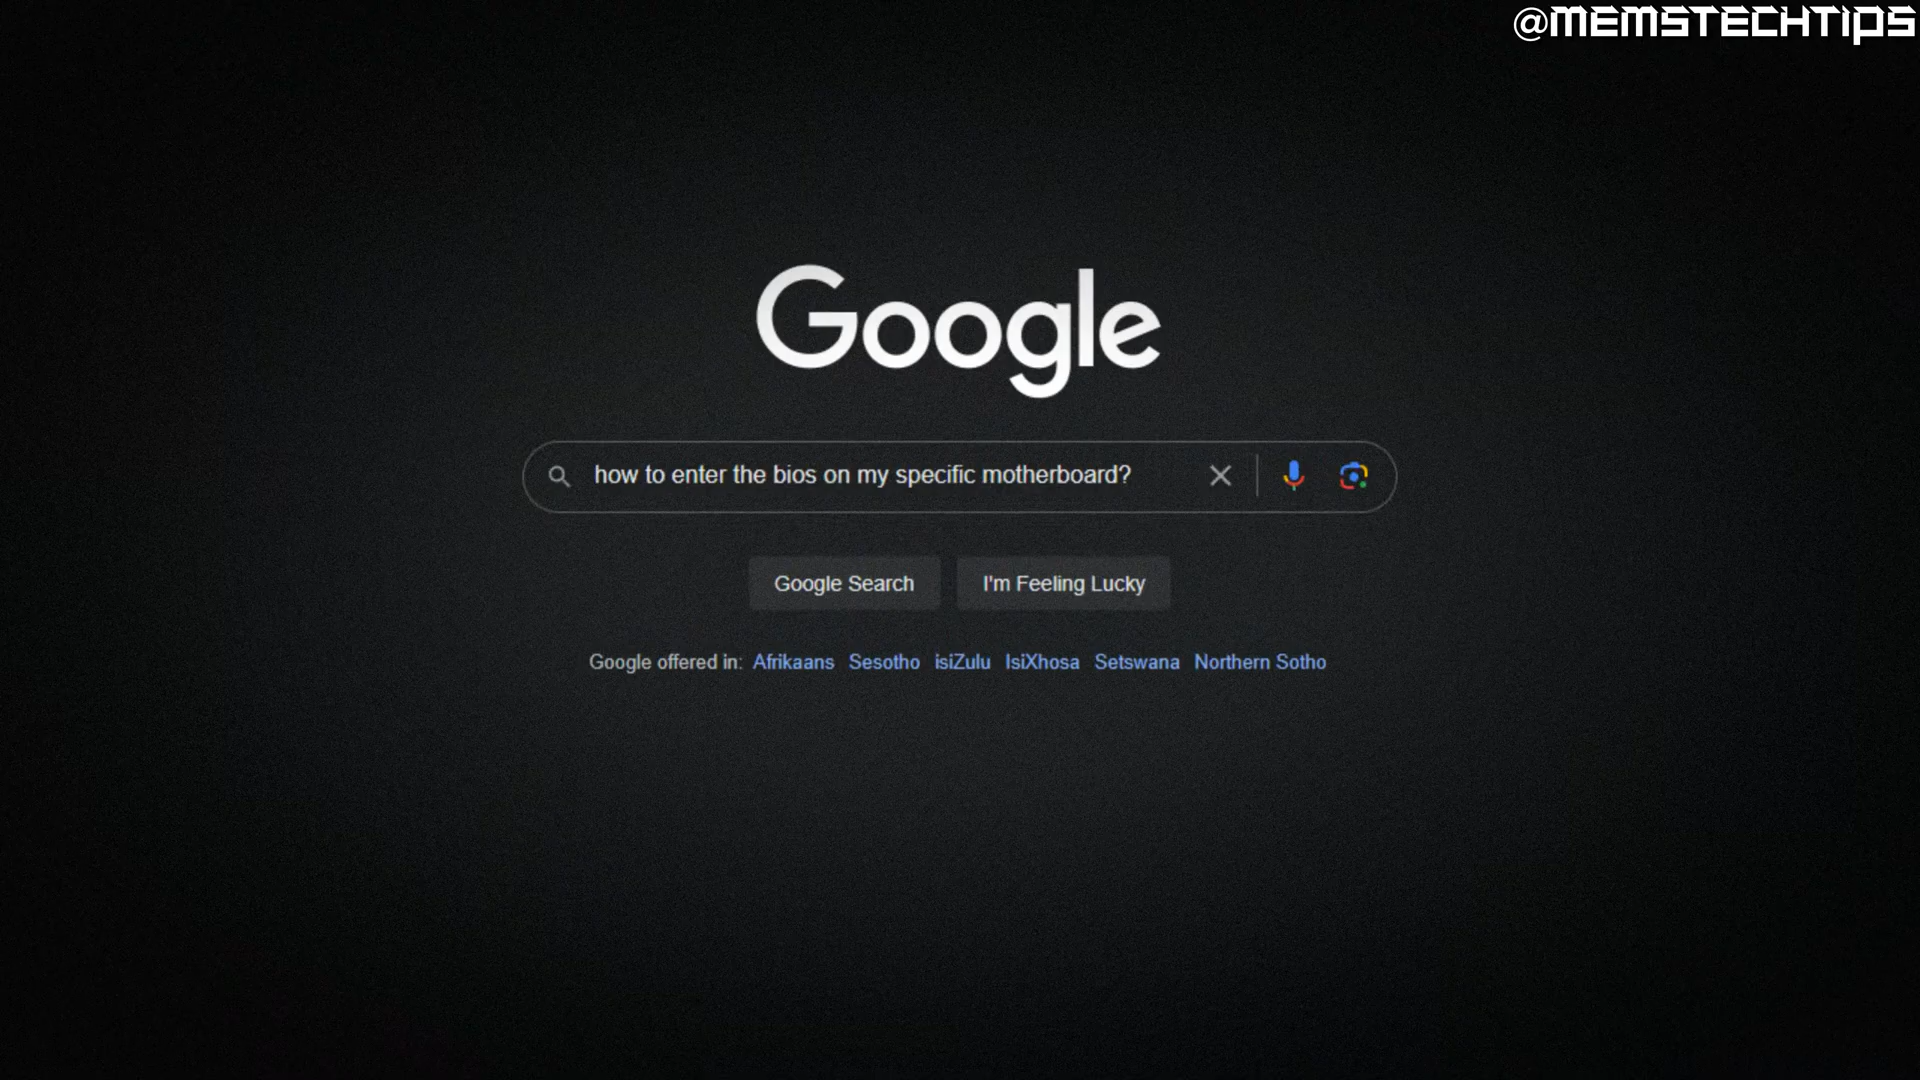 @MEMSTECHTIPS
Google
how to enter the bios on my specific motherboard?
Google Search I'm Feeling Lucky
Google offered in: Afrikaans Sesotho isiZulu IsiXhosa Setswana Northern Sotho